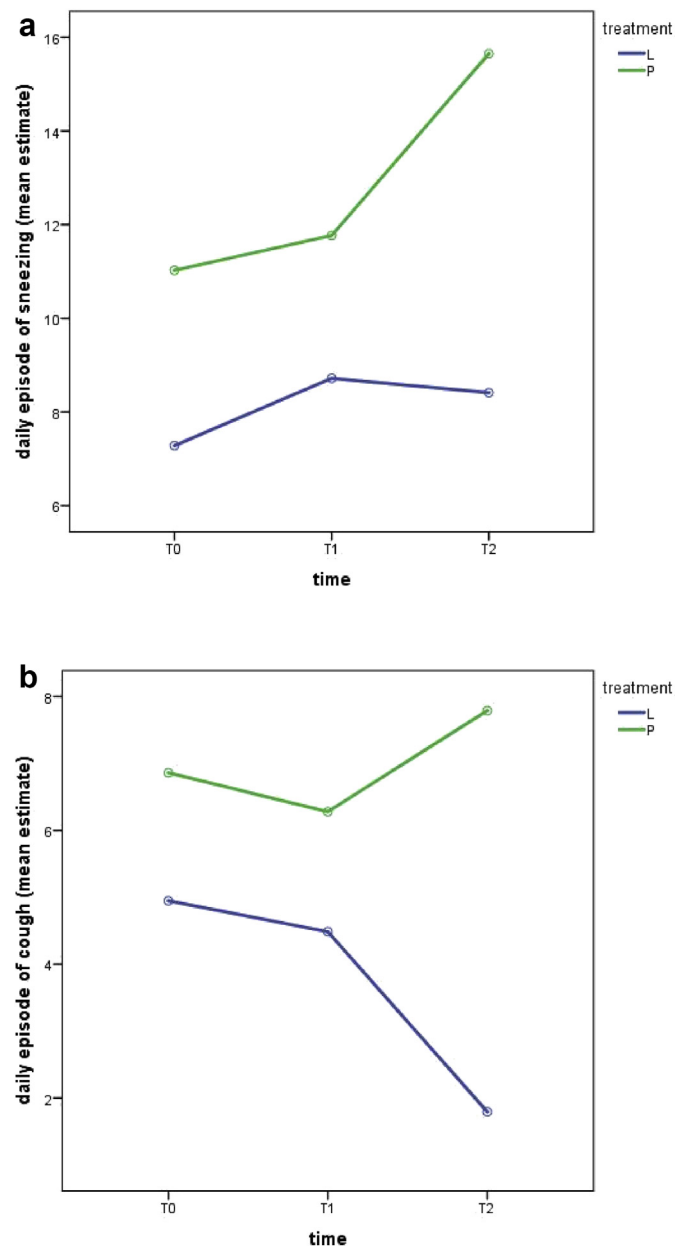 a
treatment
L
P
daily episode of sneezing (mean estimate)
16
14
12
10
8
6
T0 T1 T2
time
b
treatment
L
P
daily episode of cough (mean estimate)
8
6
4
2
T0 T1 T2
time